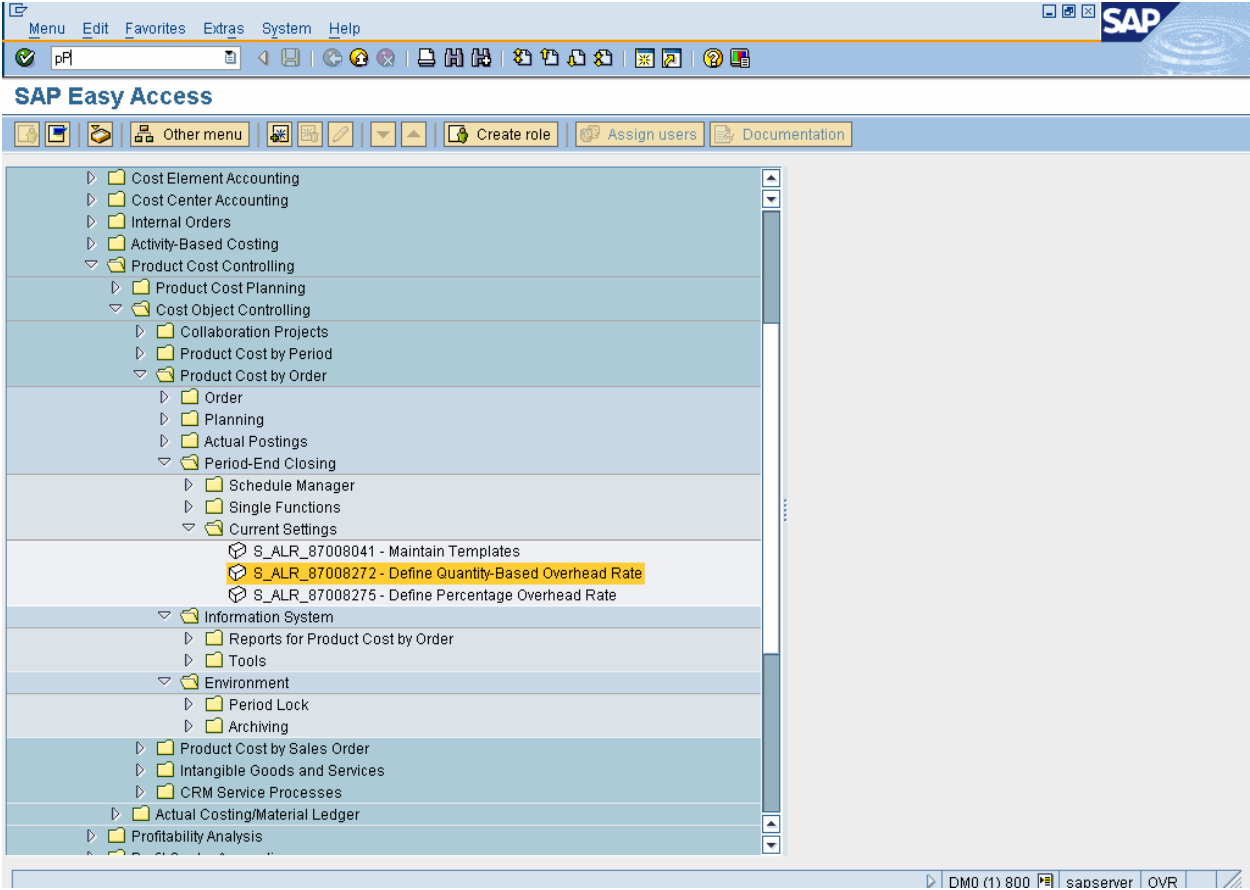 Menu Edit Favorites Extras System Help
SAP
pP
SAP Easy Access
Other menu Create role Assign users Documentation
Cost Element Accounting
Cost Center Accounting
Internal Orders
Activity-Based Costing
Product Cost Controlling
Product Cost Planning
Cost Object Controlling
Collaboration Projects
Product Cost by Period
Product Cost by Order
Order
Planning
Actual Postings
Period-End Closing
Schedule Manager
Single Functions
Current Settings
S_ALR_87008041 - Maintain Templates
S_ALR_87008272 - Define Quantity-Based Overhead Rate
S_ALR_87008275 - Define Percentage Overhead Rate
Information System
Reports for Product Cost by Order
Tools
Environment
Period Lock
Archiving
Product Cost by Sales Order
Intangible Goods and Services
CRM Service Processes
Actual Costing/Material Ledger
Profitability Analysis
DM0 (1) 800 sapserver OVR